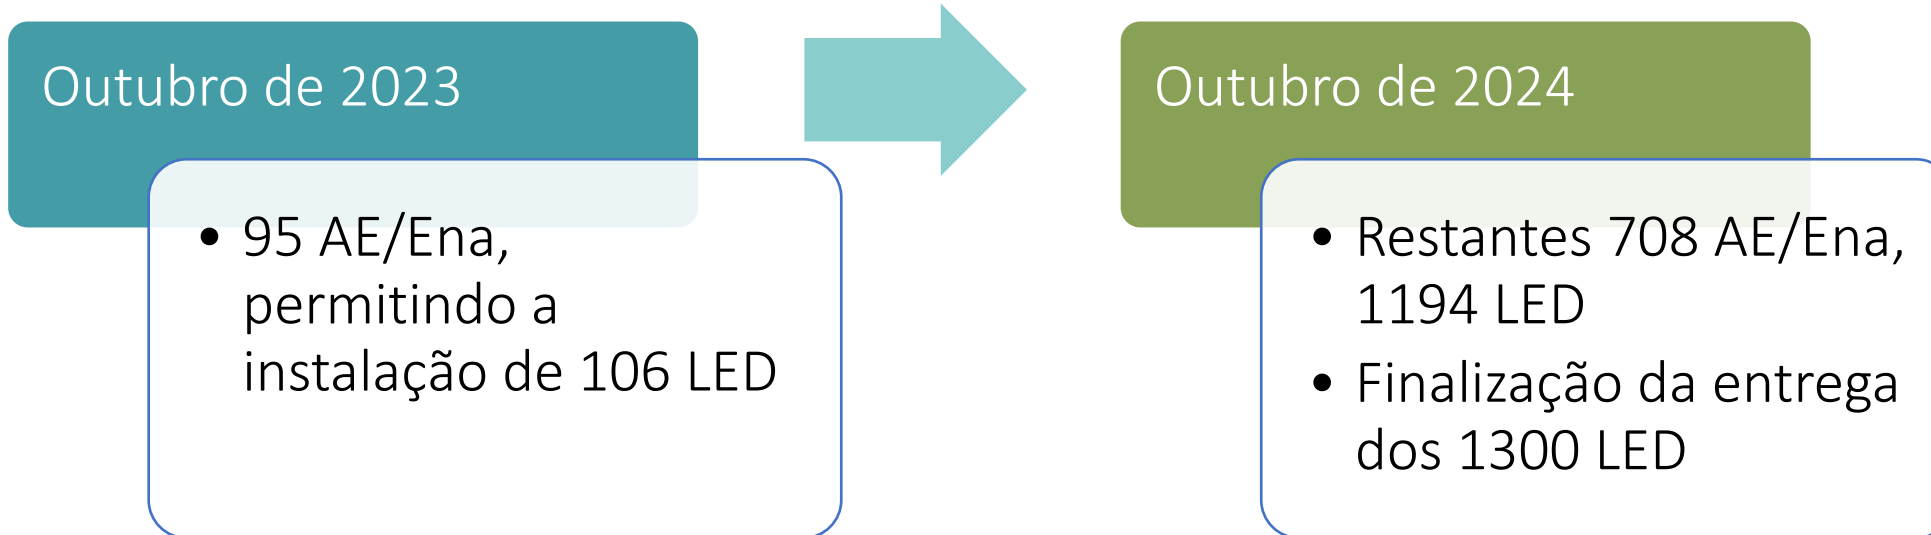 Outubro de 2023
• 95 AE/Ena,
permitindo a
instalação de 106 LED
Outubro de 2024
• Restantes 708 AE/Ena,
1194 LED
• Finalização da entrega
dos 1300 LED